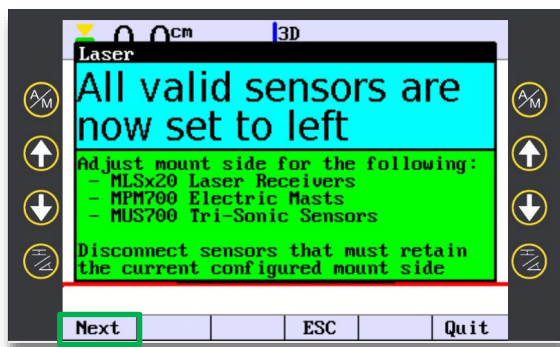 cm 3D
Laser
All valid sensors are
now set to left
Adjust mount side for the following:
- MLSx20 Laser Receivers
- MPM700 Electric Masts
- MUS700 Tri-Sonic Sensors
Disconnect sensors that must retain
the current configured mount side
A/M A/M
Next ESC Quit